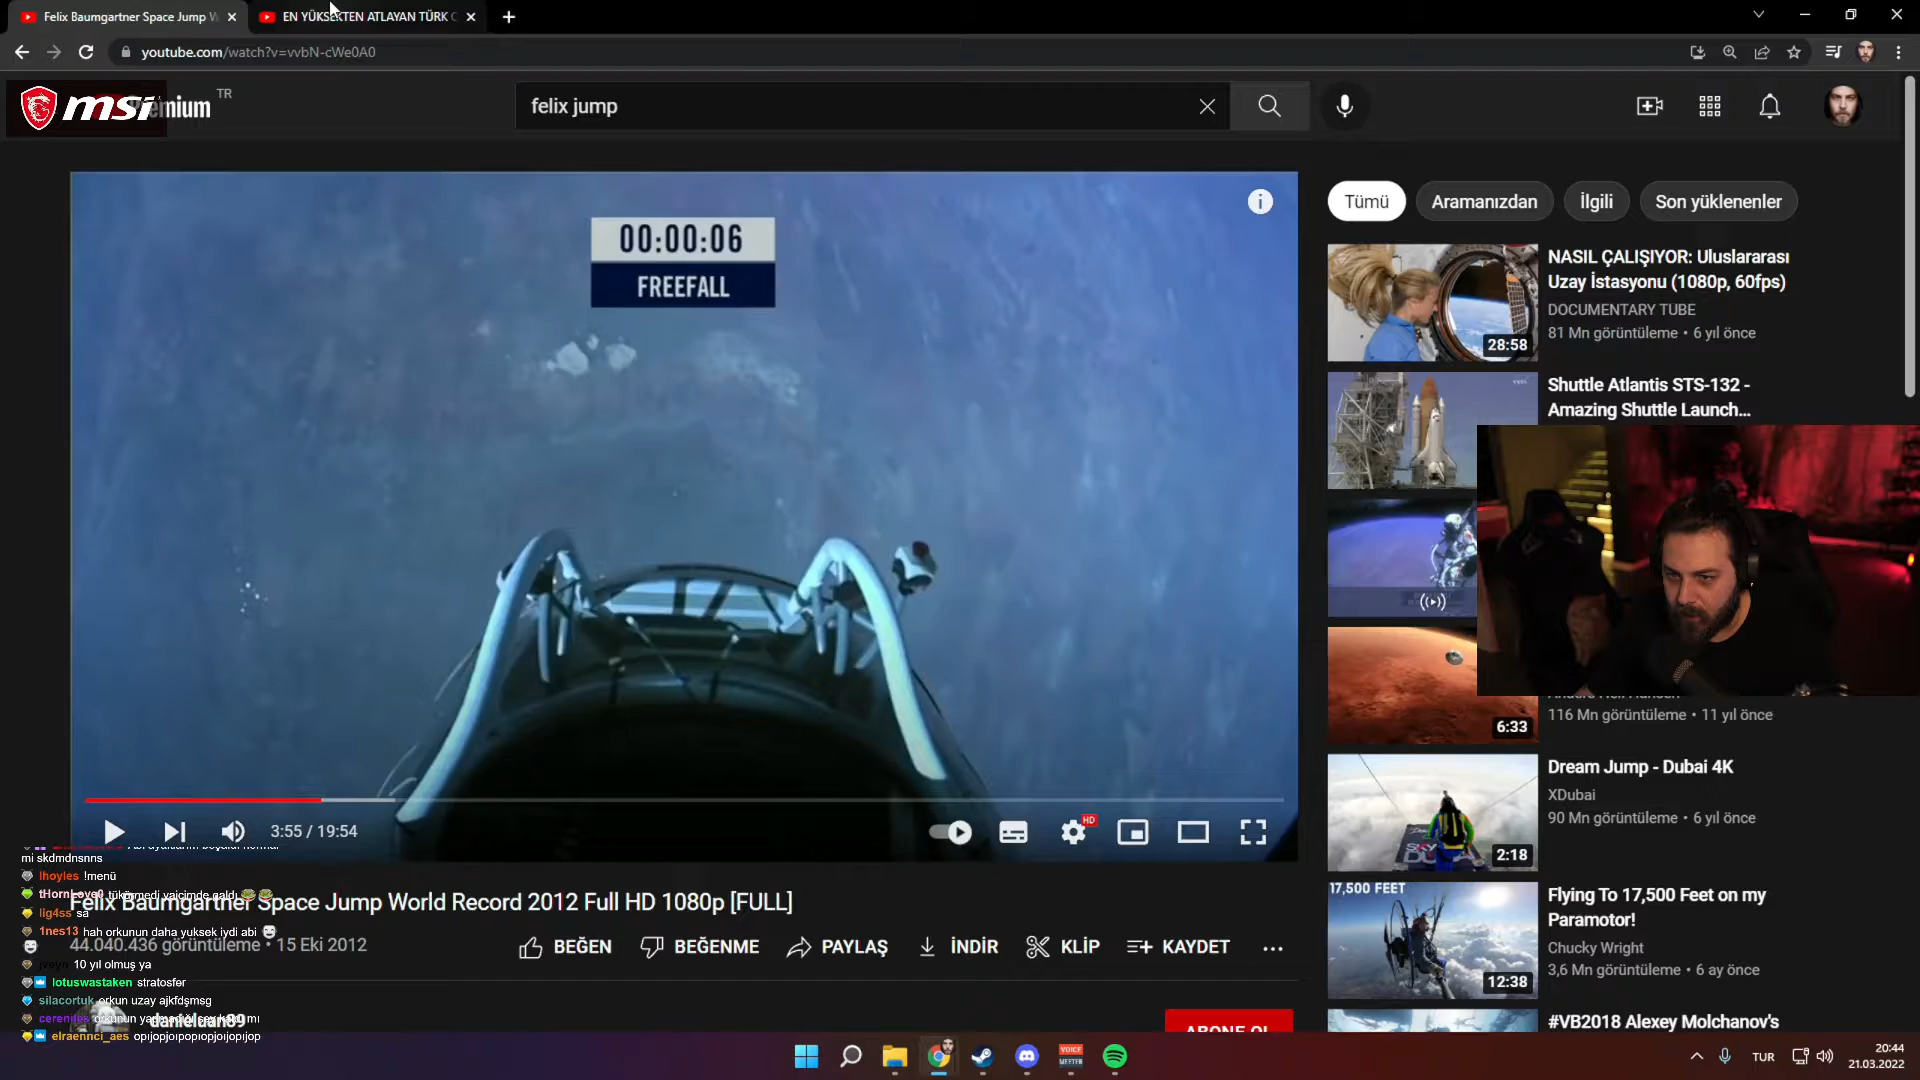 Felix Baumgartner Space Jump W
EN YÜKSEKTEN ATLAYAN TÜRK
youtube.com/watch?v=vvbN-cWe0A0
msi
mium
TR
felix jump
00:00:06
FREEFALL
3:55 / 19:54
HD
Felix Baumgartner Space Jump World Record 2012 Full HD 1080p [FULL]
44.040.436 görüntüleme • 15 Eki 2012
BEĞEN
BEĞENME
PAYLAŞ
İNDİR
KLİP
KAYDET
danieluan89
ABONE OL
Tümü
Aramanızdan
İlgili
Son yüklenenler
28:58
NASIL ÇALIŞIYOR: Uluslararası
Uzay İstasyonu (1080p, 60fps)
DOCUMENTARY TUBE
81 Mn görüntüleme • 6 yıl önce
Shuttle Atlantis STS-132 -
Amazing Shuttle Launch...
6:33
116 Mn görüntüleme • 11 yıl önce
2:18
Dream Jump - Dubai 4K
XDubai
90 Mn görüntüleme • 6 yıl önce
17,500 FEET
12:38
Flying To 17,500 Feet on my
Paramotor!
Chucky Wright
3,6 Mn görüntüleme • 6 ay önce
#VB2018 Alexey Molchanov's
mi skdmdnsnns
lhoyles !menü
lig4ss sa
1nes13 hah orkunun daha yuksek iydi abi
10 yıl olmuş ya
lotuswastaken stratosfer
silacortuk orkun uzay ajkfdşmsg
elraennci_aes opıjopjoıpopıopjoıjopıjop
VOICE
MEETER
TUR
20:44
21.03.2022